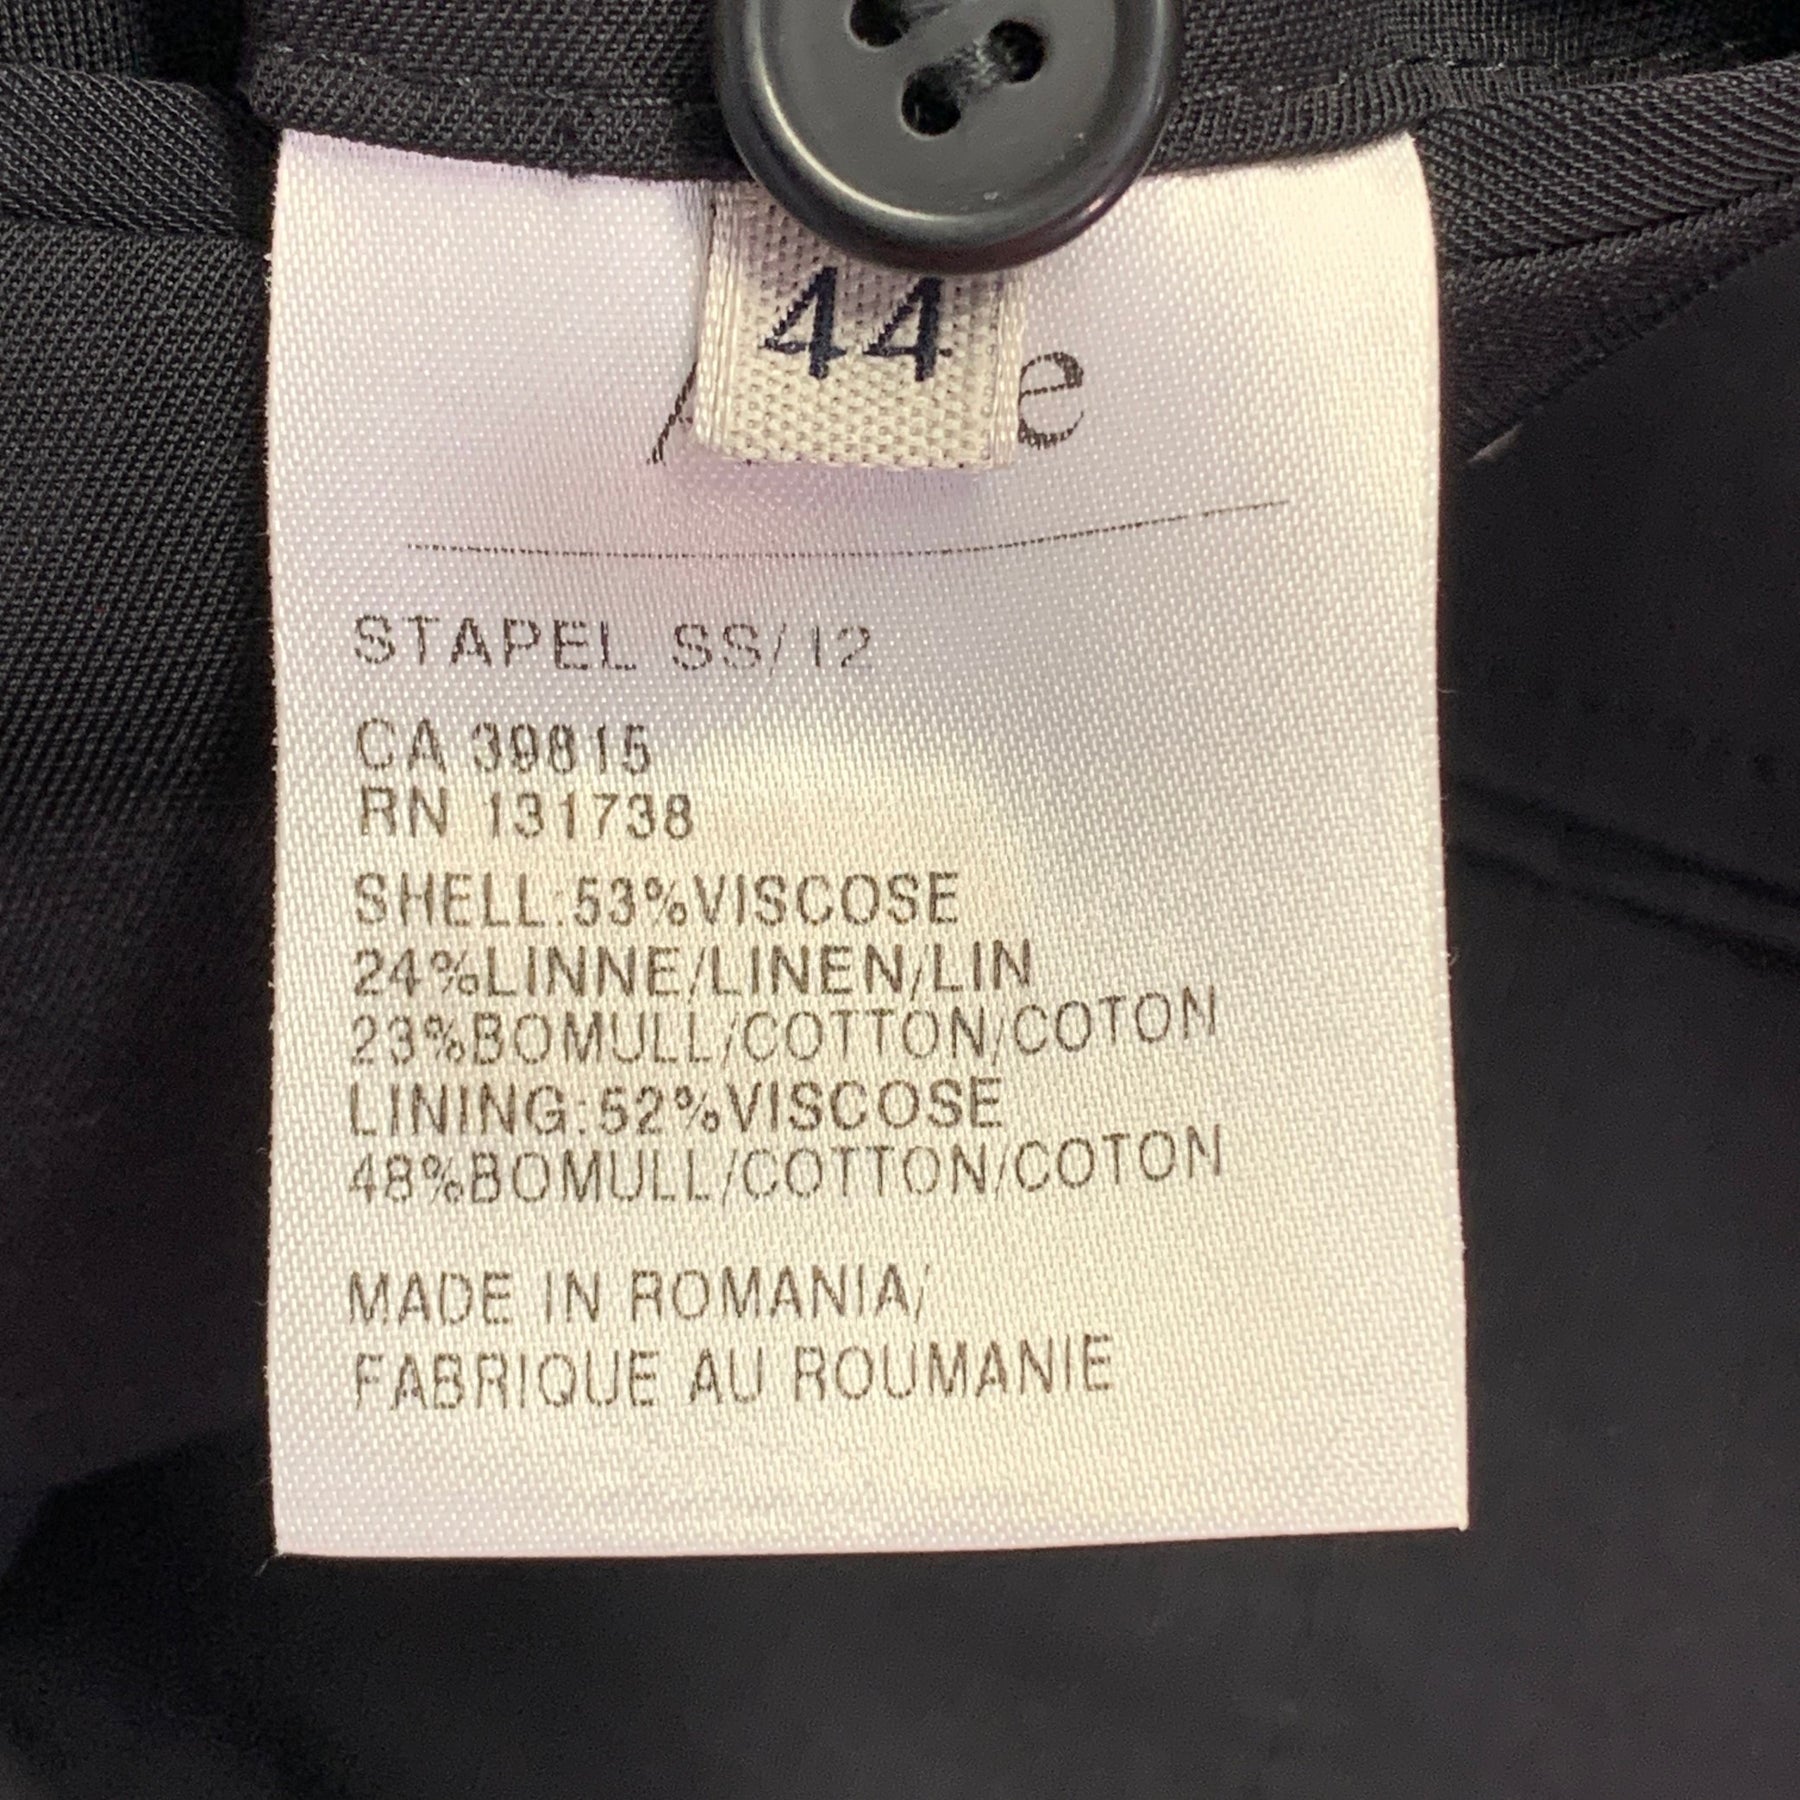 44
STAPEL SS/12
CA 39815
RN 131738
SHELL:53%VISCOSE
24%LINNE/LINEN/LIN
23%BOMULL/COTTON/COTON
LINING:52%VISCOSE
48%BOMULL/COTTON/COTON
MADE IN ROMANIA/
FABRIQUE AU ROUMANIE